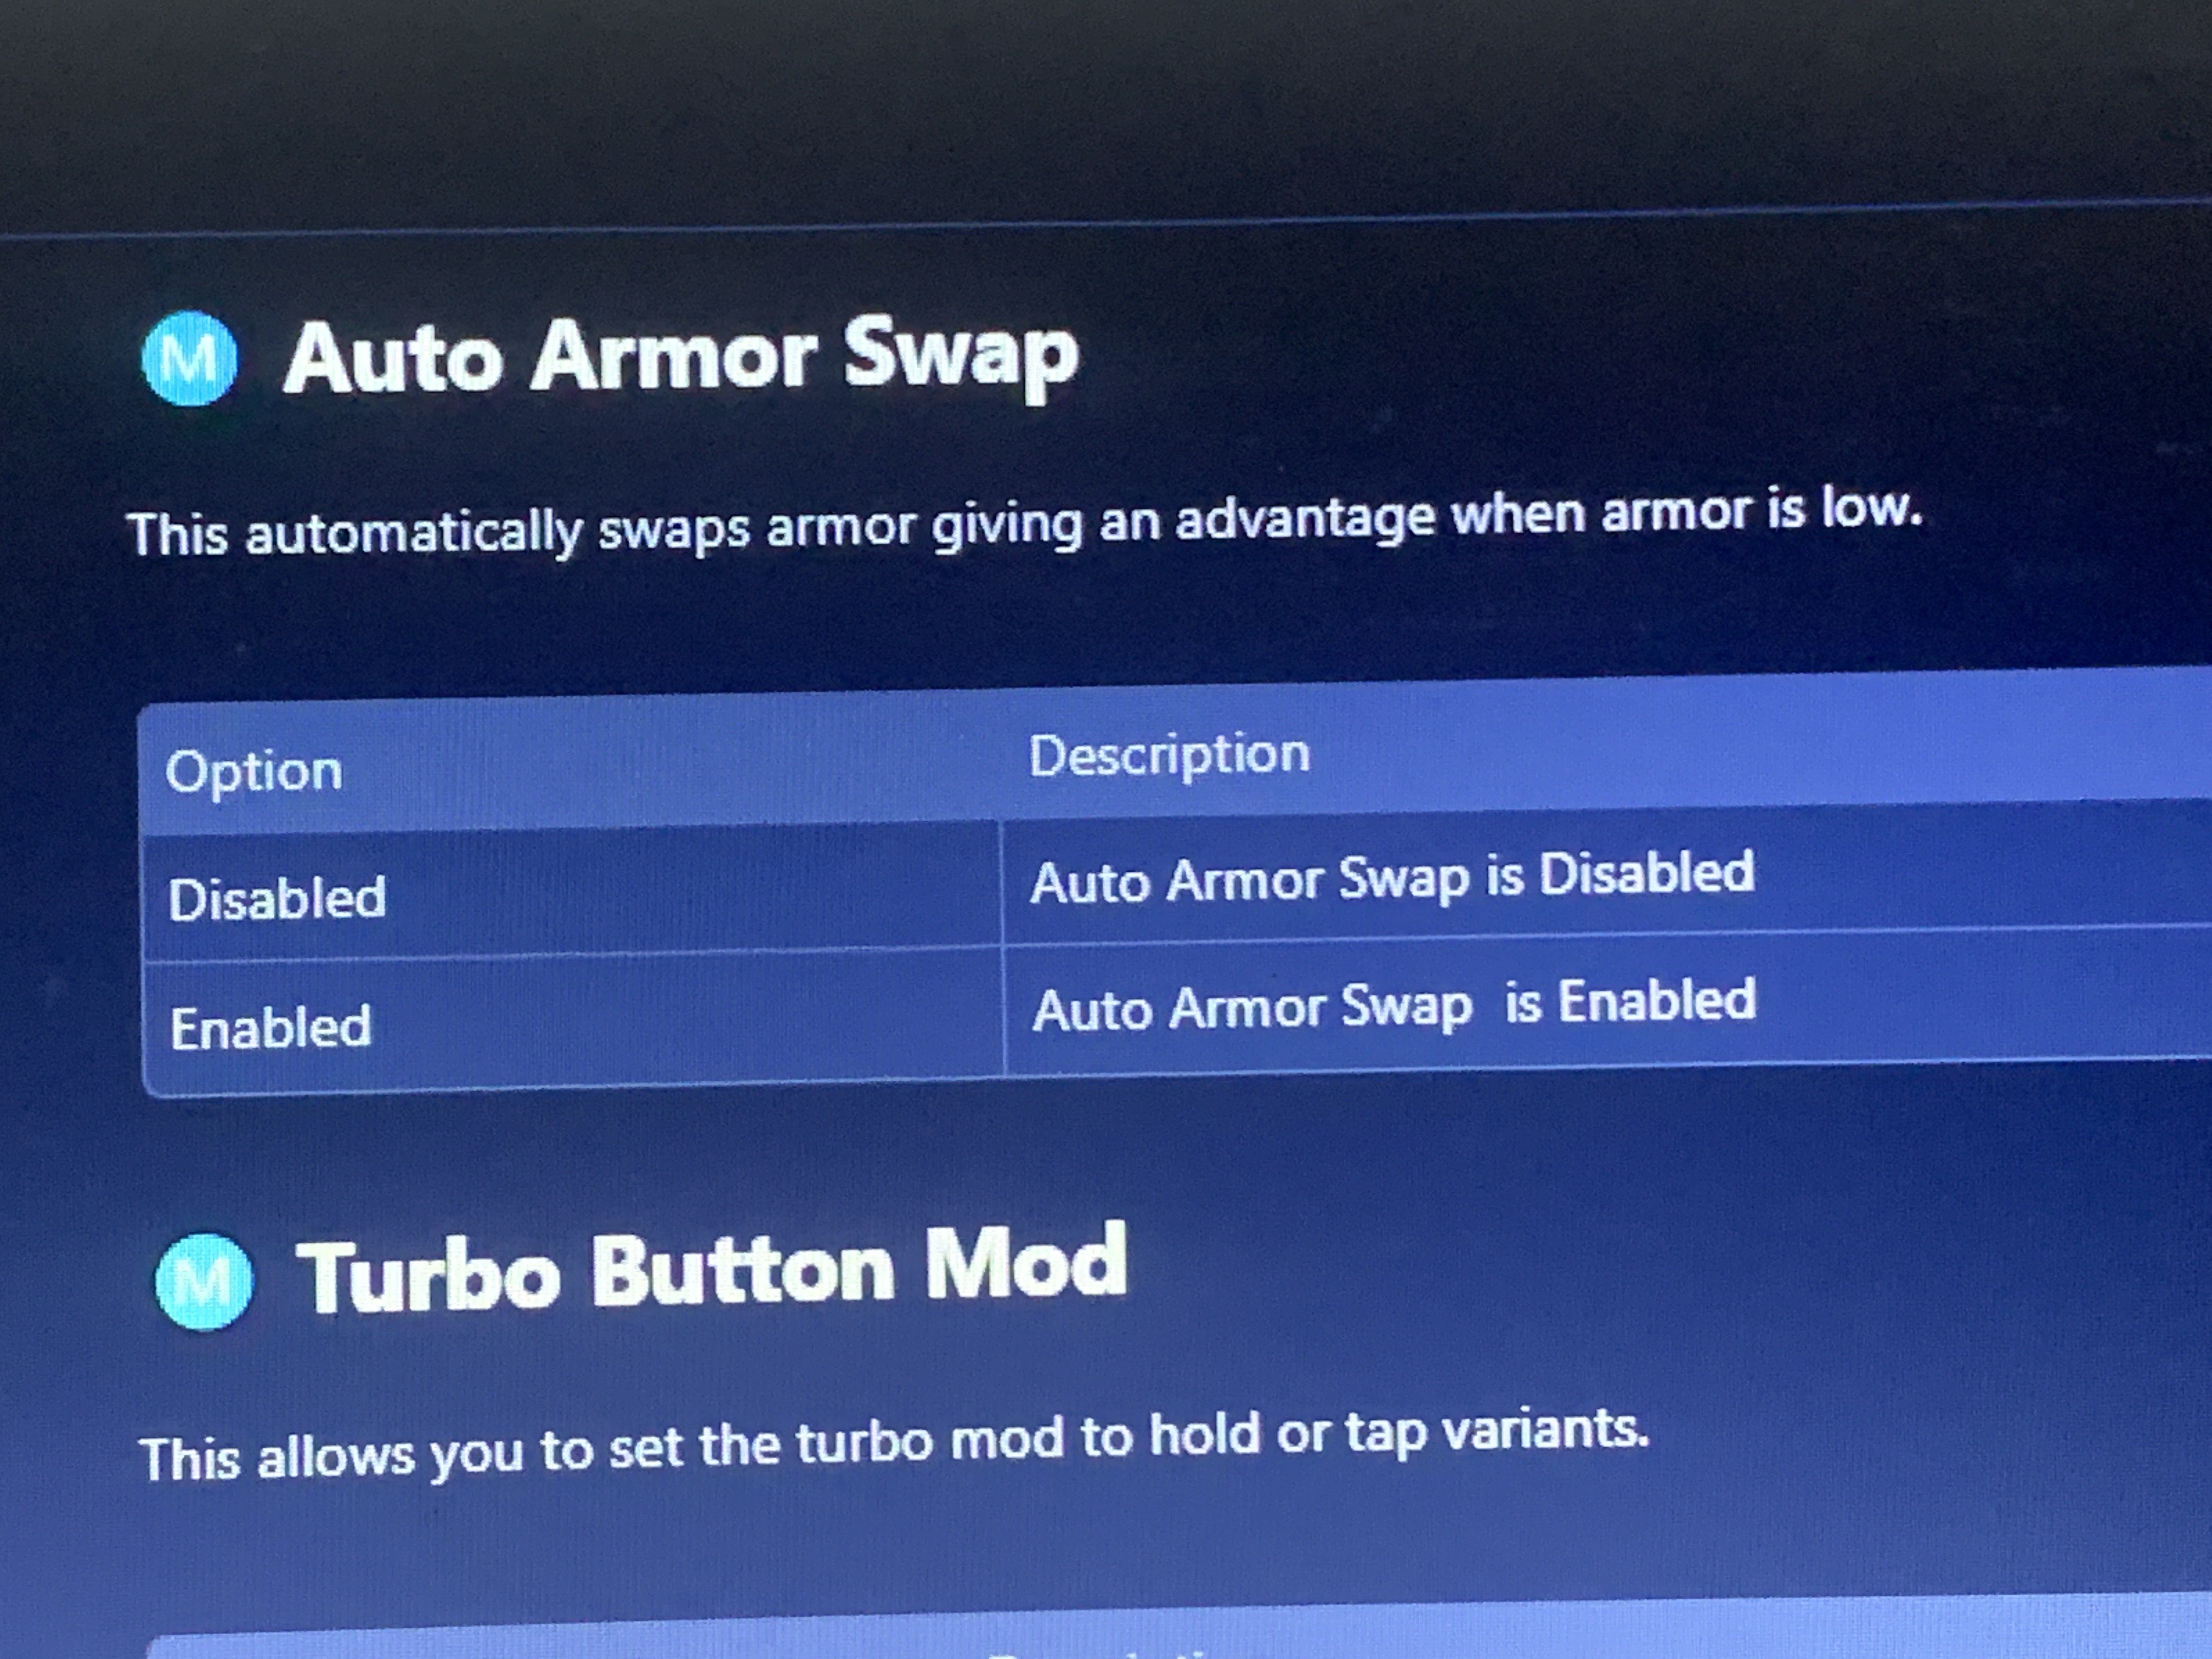 M Auto Armor Swap
This automatically swaps armor giving an advantage when armor is low.
Option Description
Disabled Auto Armor Swap is Disabled
Enabled Auto Armor Swap is Enabled
M Turbo Button Mod
This allows you to set the turbo mod to hold or tap variants.